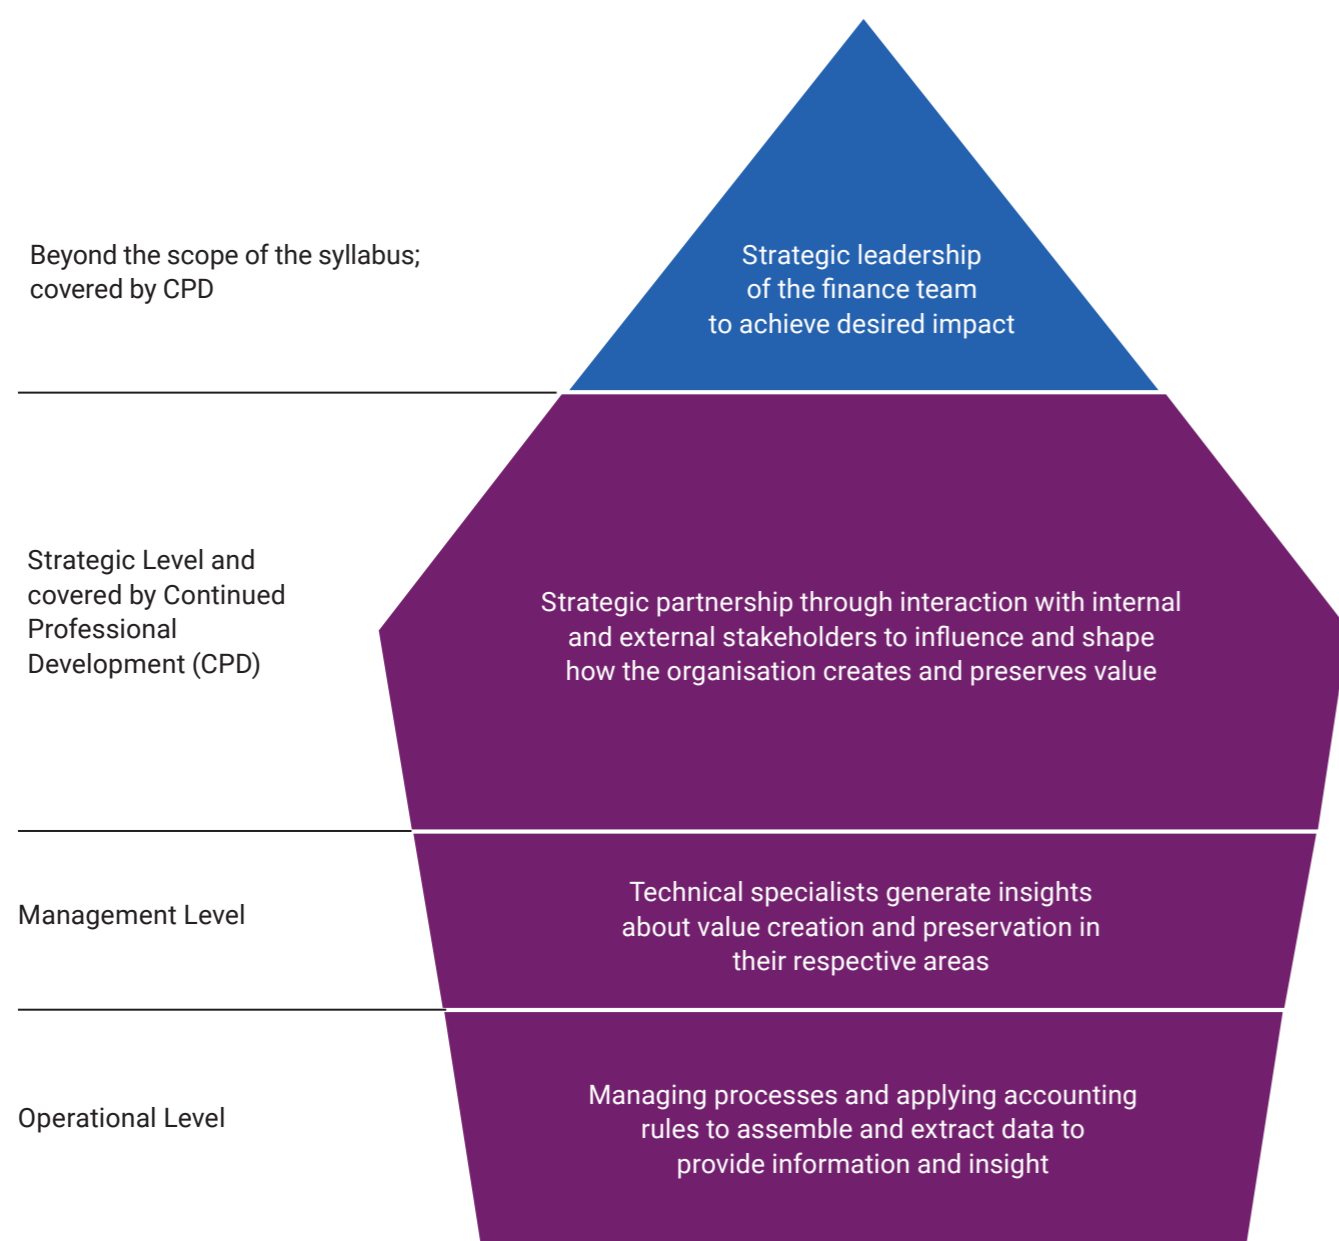 Beyond the scope of the syllabus;
covered by CPD
Strategic leadership
of the finance team
to achieve desired impact
Strategic Level and
covered by Continued
Professional
Development (CPD)
Strategic partnership through interaction with internal
and external stakeholders to influence and shape
how the organisation creates and preserves value
Management Level
Technical specialists generate insights
about value creation and preservation in
their respective areas
Operational Level
Managing processes and applying accounting
rules to assemble and extract data to
provide information and insight